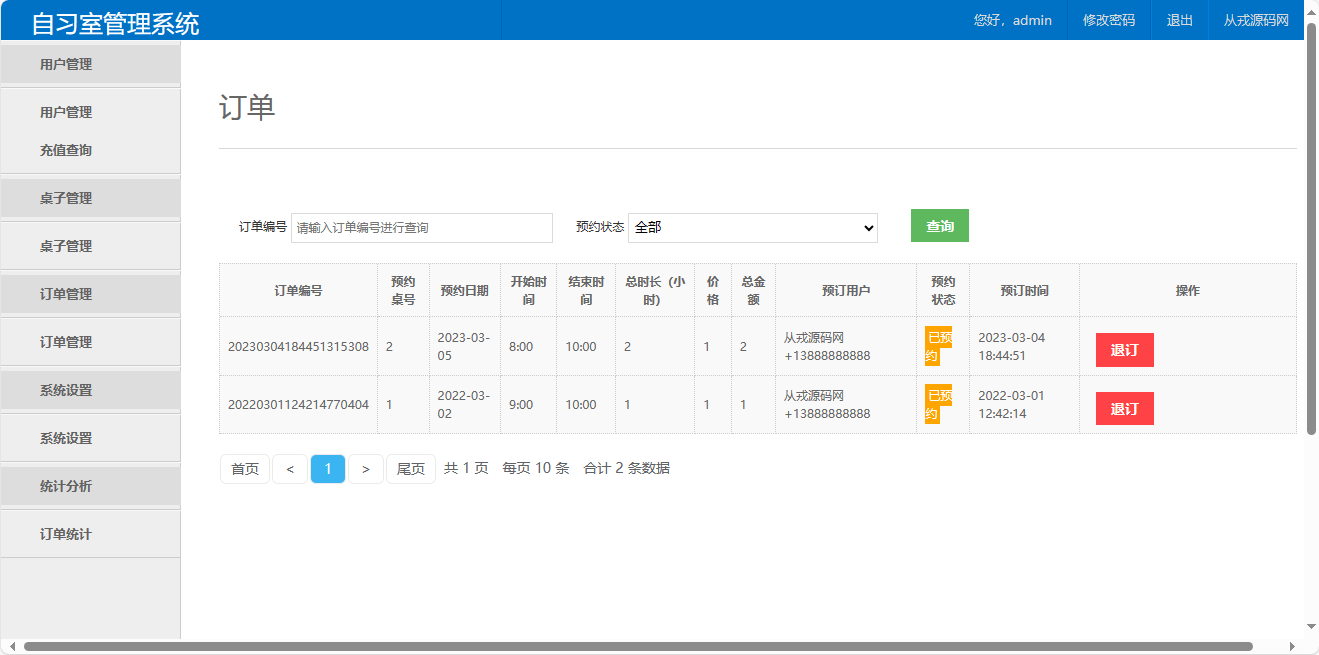 自习室管理系统
您好，admin 修改密码 退出 从戎源码网
用户管理
用户管理
充值查询
桌子管理
桌子管理
订单管理
订单管理
系统设置
系统设置
统计分析
订单统计
订单
订单编号 请输入订单编号进行查询 预约状态 全部 查询
订单编号 预约桌号 预约日期 开始时间 结束时间 总时长（小时） 价格 总金额 预订用户 预约状态 预订时间 操作
20230304184451315308 2 2023-03-05 8:00 10:00 2 1 2 从戎源码网+13888888888 已预约 2023-03-04 18:44:51 退订
20220301124214770404 1 2022-03-02 9:00 10:00 1 1 1 从戎源码网+13888888888 已预约 2022-03-01 12:42:14 退订
首页 < 1 > 尾页 共 1 页 每页 10 条 合计 2 条数据